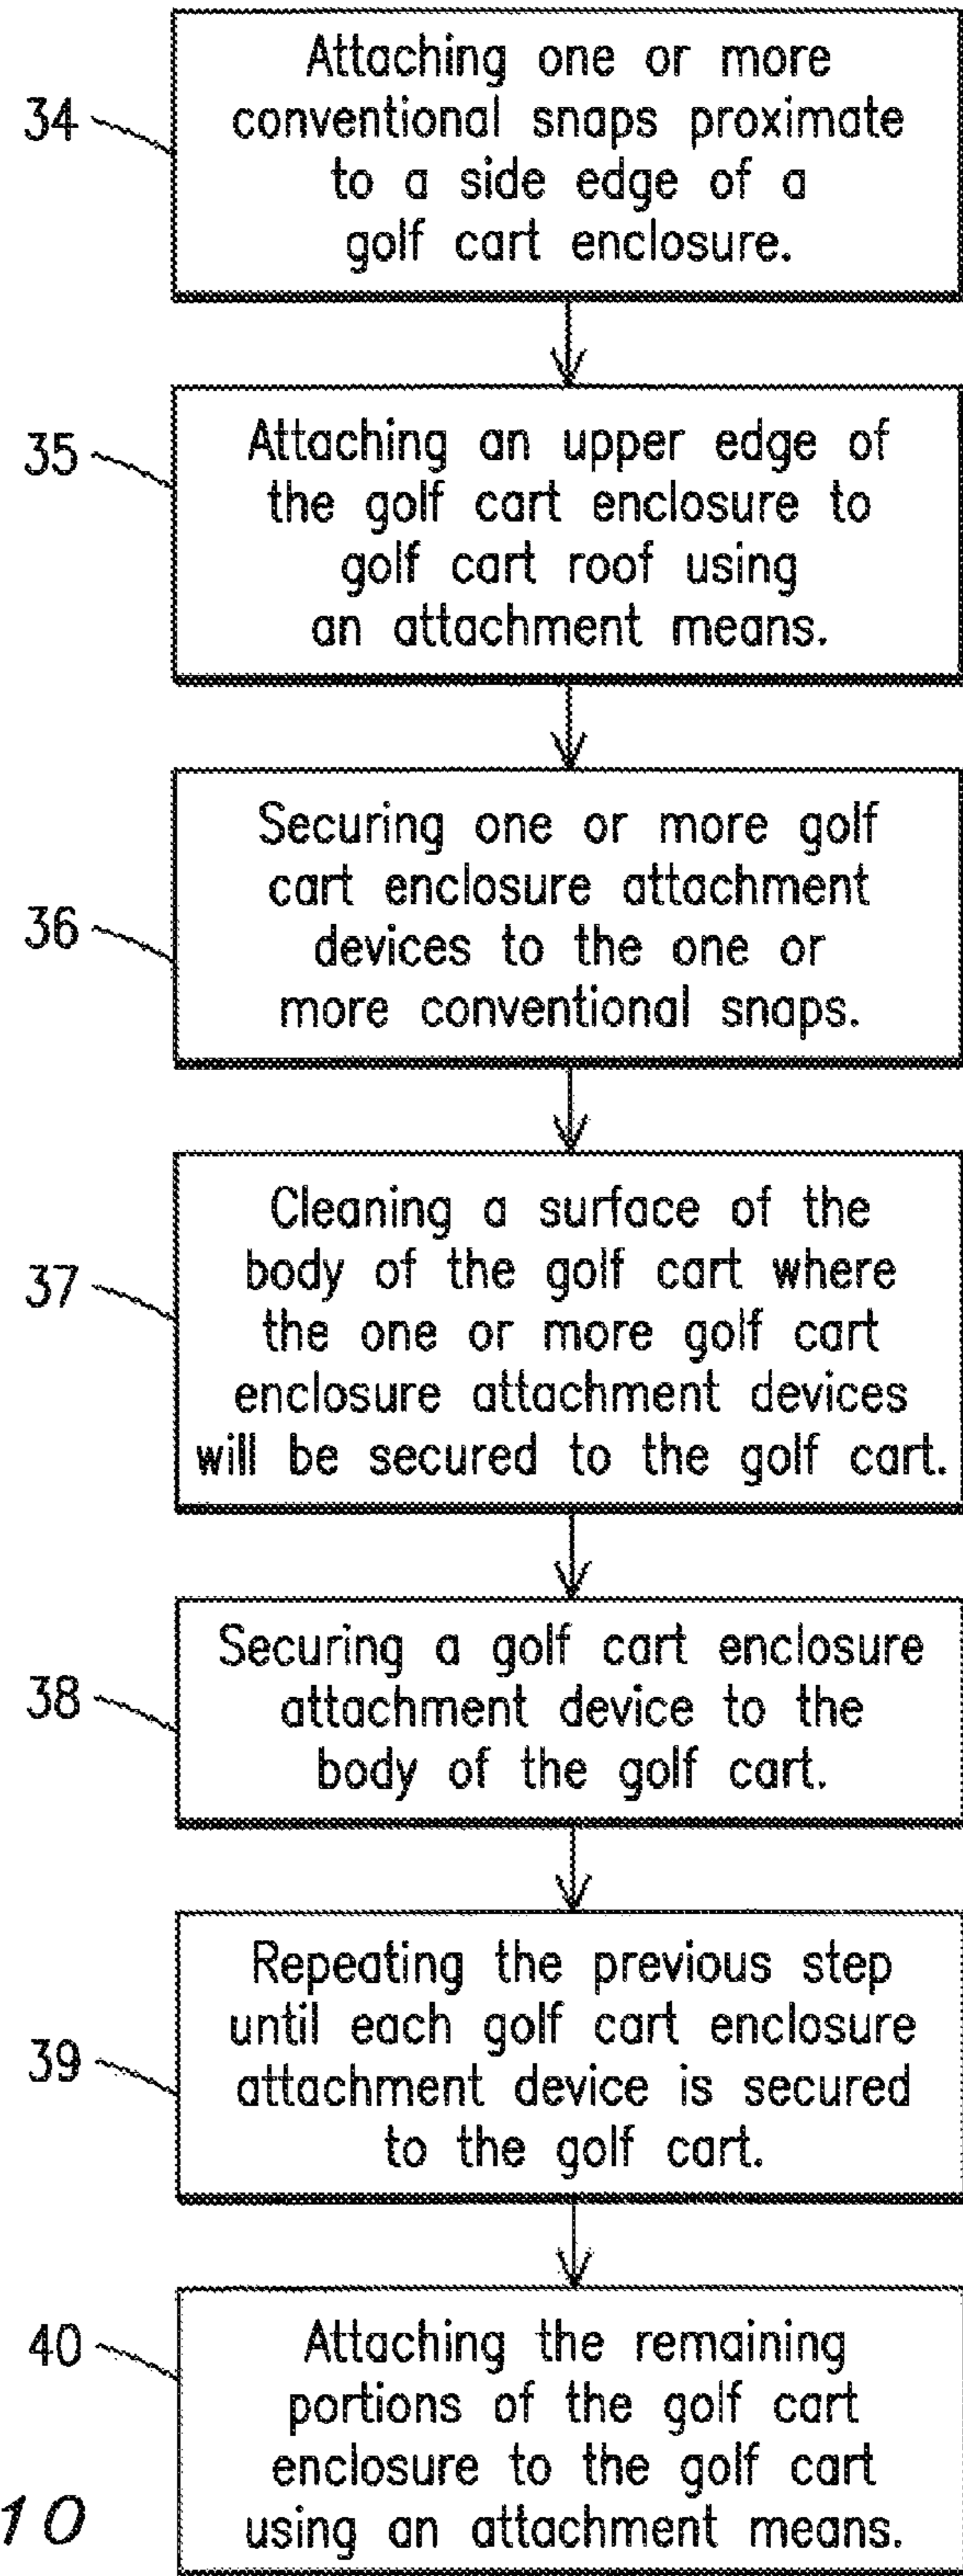 34
Attaching one or more
conventional snaps proximate
to a side edge of a
golf cart enclosure.
35
Attaching an upper edge of
the golf cart enclosure to
golf cart roof using
an attachment means.
36
Securing one or more golf
cart enclosure attachment
devices to the one or
more conventional snaps.
37
Cleaning a surface of the
body of the golf cart where
the one or more golf cart
enclosure attachment devices
will be secured to the golf cart.
38
Securing a golf cart enclosure
attachment device to the
body of the golf cart.
39
Repeating the previous step
until each golf cart enclosure
attachment device is secured
to the golf cart.
40
Attaching the remaining
portions of the golf cart
enclosure to the golf cart
using an attachment means.
10